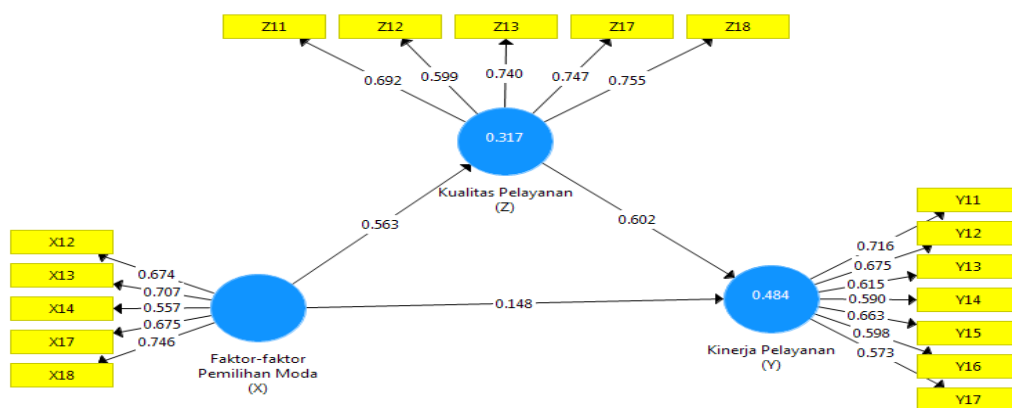 Z11 Z12 Z13 Z17 Z18
0.692 0.599 0.740 0.747 0.755
0.317
Kualitas Pelayanan
(Z)
0.563
0.602
X12
X13
X14
X17
X18
0.674
0.707
0.557
0.675
0.746
Faktor-faktor
Pemilihan Moda
(X)
0.148
0.484
Kinerja Pelayanan
(Y)
0.716
0.675
0.615
0.590
0.663
0.598
0.573
Y11
Y12
Y13
Y14
Y15
Y16
Y17